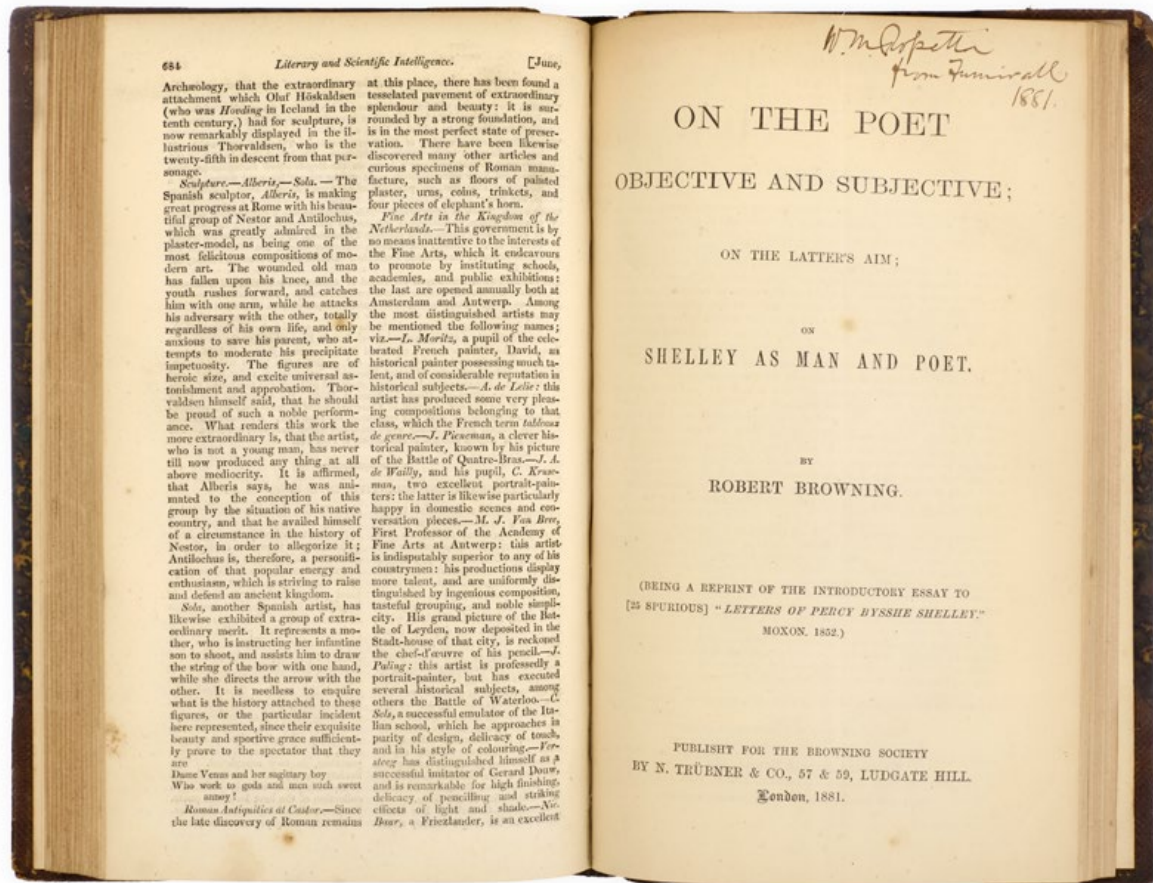 684
Literary and Scientific Intelligence.
[June,
Archæology, that the extraordinary
attachment which Oluf Höskaldsen
(who was Hovding in Iceland in the
tenth century,) had for sculpture, is
now remarkably displayed in the il-
lustrious Thorvaldsen, who is the
twenty-fifth in descent from that per-
sonage.
Sculpture.—Alberis,—Sola.—The
Spanish sculptor, Alberis, is making
great progress at Rome with his beau-
tiful group of Nestor and Antilochus,
which was greatly admired in the
plaster-model, as being one of the
most felicitous compositions of mo-
dern art. The wounded old man
has fallen upon his knee, and the
youth rushes forward, and catches
him with one arm, while he attacks
his adversary with the other, totally
regardless of his own life, and only
anxious to save his parent, who at-
tempts to moderate his precipitate
impetuosity. The figures are of
heroic size, and excite universal as-
tonishment and approbation. Thor-
valdsen himself said, that he should
be proud of such a noble perform-
ance. What renders this work the
more extraordinary is, that the artist,
who is not a young man, has never
till now produced any thing at all
above mediocrity. It is affirmed,
that Alberis says, he was ani-
mated to the conception of this
group by the situation of his native
country, and that he availed himself
of a circumstance in the history of
Nestor, in order to allegorize it;
Antilochus is, therefore, a personifi-
cation of that popular energy and
enthusiasm, which is striving to raise
and defend an ancient kingdom.
Sola, another Spanish artist, has
likewise exhibited a group of extra-
ordinary merit. It represents a mo-
ther, who is instructing her infantine
son to shoot, and assists him to draw
the string of the bow with one hand,
while she directs the arrow with the
other. It is needless to enquire
what is the history attached to these
figures, or the particular incident
here represented, since their exquisite
beauty and sportive grace sufficient-
ly prove to the spectator that they
are
Dame Venus and her sagittary boy
Who work to gods and men such sweet
annoy!
Roman Antiquities at Castor.—Since
the late discovery of Roman remains
at this place, there has been found a
tesselated pavement of extraordinary
splendour and beauty: it is sur-
rounded by a strong foundation, and
is in the most perfect state of preser-
vation. There have been likewise
discovered many other articles and
curious specimens of Roman manu-
facture, such as floors of painted
plaster, urns, coins, trinkets, and
four pieces of elephant's horn.
Fine Arts in the Kingdom of the
Netherlands.—This government is by
no means inattentive to the interests of
the Fine Arts, which it endeavours
to promote by instituting schools,
academies, and public exhibitions:
the last are opened annually both at
Amsterdam and Antwerp. Among
the most distinguished artists may
be mentioned the following names;
viz.—L. Moritz, a pupil of the cele-
brated French painter, David, as
historical painter possessing much ta-
lent, and of considerable reputation in
historical subjects.—A. de Lelie: this
artist has produced some very pleas-
ing compositions belonging to that
class, which the French term tableaux
de genre.—J. Pieneman, a clever his-
torical painter, known by his picture
of the Battle of Quatre-Bras.—J. A.
de Wailly, and his pupil, C. Kruse-
man, two excellent portrait-pain-
ters: the latter is likewise particularly
happy in domestic scenes and con-
versation pieces.—M. J. Van Bree,
First Professor of the Academy of
Fine Arts at Antwerp: this artist
is indisputably superior to any of his
countrymen: his productions display
more talent, and are uniformly dis-
tinguished by ingenious composition,
tasteful grouping, and noble simpli-
city. His grand picture of the Bat-
tle of Leyden, now deposited in the
Stadt-house of that city, is reckoned
the chef-d'œuvre of his pencil.—J.
Paling: this artist is professedly a
portrait-painter, but has executed
several historical subjects, among
others the Battle of Waterloo.—C.
Sels, a successful emulator of the Ita-
lian school, which he approaches in
purity of design, delicacy of touch,
and in his style of colouring.—Ver-
steeg has distinguished himself as a
successful imitator of Gerard Douw,
and is remarkable for high finishing,
delicacy of pencilling and striking
effects of light and shade.—Nic.
Baur, a Friezlander, is an excellent
Wm Rossetti
from Furnivall
1881.
ON THE POET
OBJECTIVE AND SUBJECTIVE;
ON THE LATTER'S AIM;
ON
SHELLEY AS MAN AND POET.
BY
ROBERT BROWNING.
(BEING A REPRINT OF THE INTRODUCTORY ESSAY TO
[25 SPURIOUS] "LETTERS OF PERCY BYSSHE SHELLEY."
MOXON. 1852.)
PUBLISHT FOR THE BROWNING SOCIETY
BY N. TRÜBNER & CO., 57 & 59, LUDGATE HILL.
London, 1881.